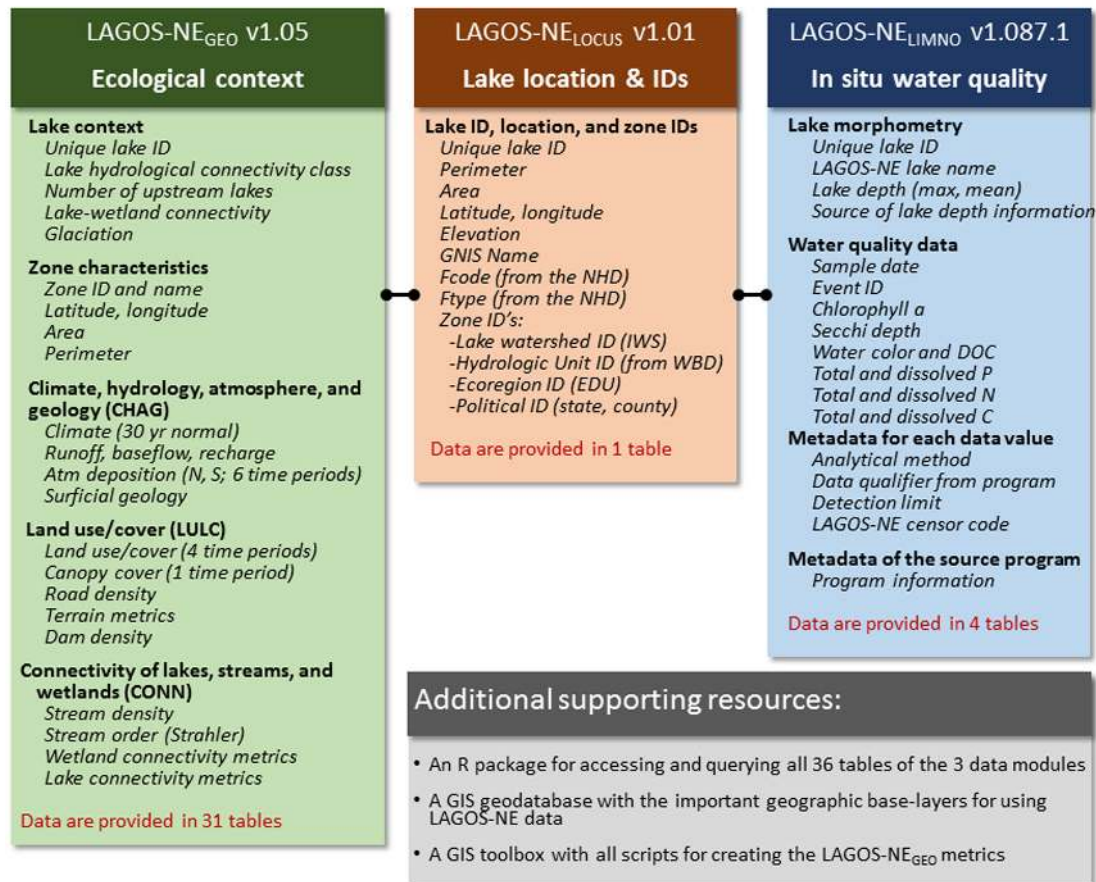 LAGOS-NEGEO v1.05
Ecological context
Lake context
Unique lake ID
Lake hydrological connectivity class
Number of upstream lakes
Lake-wetland connectivity
Glaciation
Zone characteristics
Zone ID and name
Latitude, longitude
Area
Perimeter
Climate, hydrology, atmosphere, and
geology (CHAG)
Climate (30 yr normal)
Runoff, baseflow, recharge
Atm deposition (N, S; 6 time periods)
Surficial geology
Land use/cover (LULC)
Land use/cover (4 time periods)
Canopy cover (1 time period)
Road density
Terrain metrics
Dam density
Connectivity of lakes, streams, and
wetlands (CONN)
Stream density
Stream order (Strahler)
Wetland connectivity metrics
Lake connectivity metrics
Data are provided in 31 tables
LAGOS-NELOCUS v1.01
Lake location & IDs
Lake ID, location, and zone IDs
Unique lake ID
Perimeter
Area
Latitude, longitude
Elevation
GNIS Name
Fcode (from the NHD)
Ftype (from the NHD)
Zone ID's:
-Lake watershed ID (IWS)
-Hydrologic Unit ID (from WBD)
-Ecoregion ID (EDU)
-Political ID (state, county)
Data are provided in 1 table
LAGOS-NELIMNO v1.087.1
In situ water quality
Lake morphometry
Unique lake ID
LAGOS-NE lake name
Lake depth (max, mean)
Source of lake depth information
Water quality data
Sample date
Event ID
Chlorophyll a
Secchi depth
Water color and DOC
Total and dissolved P
Total and dissolved N
Total and dissolved C
Metadata for each data value
Analytical method
Data qualifier from program
Detection limit
LAGOS-NE censor code
Metadata of the source program
Program information
Data are provided in 4 tables
Additional supporting resources:
• An R package for accessing and querying all 36 tables of the 3 data modules
• A GIS geodatabase with the important geographic base-layers for using
LAGOS-NE data
• A GIS toolbox with all scripts for creating the LAGOS-NEGEO metrics